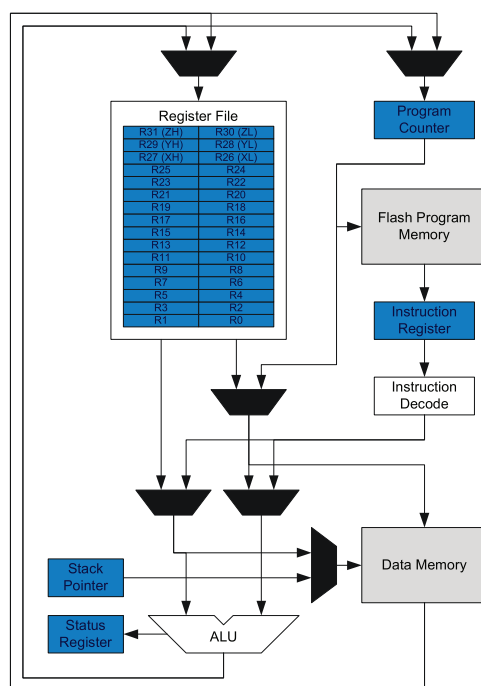 Register File
R31 (ZH) R30 (ZL)
R29 (YH) R28 (YL)
R27 (XH) R26 (XL)
R25 R24
R23 R22
R21 R20
R19 R18
R17 R16
R15 R14
R13 R12
R11 R10
R9 R8
R7 R6
R5 R4
R3 R2
R1 R0
Program
Counter
Flash Program
Memory
Instruction
Register
Instruction
Decode
Data Memory
Stack
Pointer
Status
Register
ALU